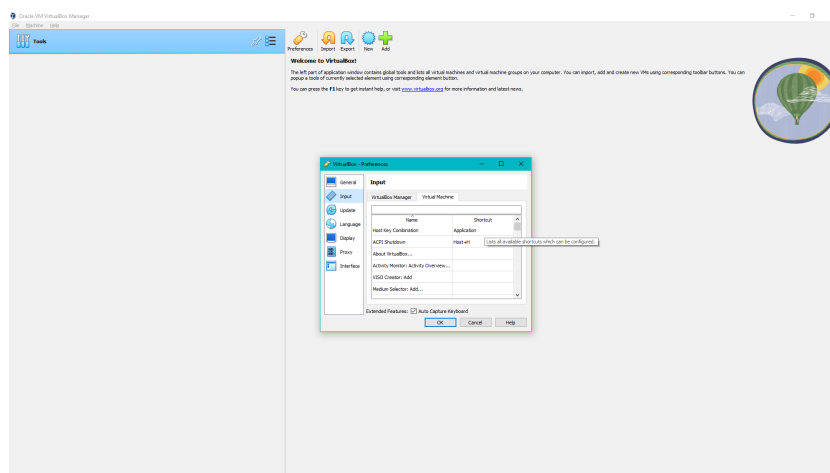 Oracle VM VirtualBox Manager
File Machine Help
Tools
Preferences Import Export New Add
Welcome to VirtualBox!
The left part of application window contains global tools and lists all virtual machines and virtual machine groups on your computer. You can import, add and create new VMs using corresponding toolbar buttons. You can
popup a tools of currently selected element using corresponding element button.
You can press the F1 key to get instant help, or visit www.virtualbox.org for more information and latest news.
VirtualBox - Preferences
General
Input
Update
Language
Display
Proxy
Interface
Input
VirtualBox Manager Virtual Machine
Name Shortcut
Host Key Combination Application
ACPI Shutdown Host+H
Lists all available shortcuts which can be configured.
About VirtualBox...
Activity Monitor: Activity Overview...
VISO Creator: Add
Medium Selector: Add...
Extended Features: Auto Capture Keyboard
OK Cancel Help